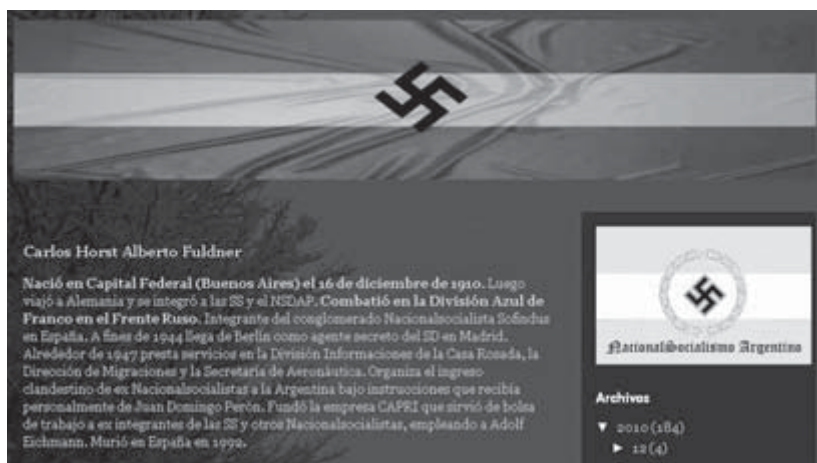 Carlos Horst Alberto Fuldner
Nació en Capital Federal (Buenos Aires) el 16 de diciembre de 1910. Luego
viajó a Alemania y se integró a las SS y el NSDAP. Combatió en la División Azul de
Franco en el Frente Ruso. Integrante del conglomerado Nacionalsocialista Sofindus
en España. A fines de 1944 llega de Berlín como agente secreto del SD en Madrid.
Alrededor de 1947 presta servicios en la División Informaciones de la Casa Rosada, la
Dirección de Migraciones y la Secretaría de Aeronáutica. Organiza el ingreso
clandestino de ex Nacionalsocialistas a la Argentina bajo instrucciones que recibía
personalmente de Juan Domingo Perón. Fundó la empresa CAPRI que sirvió de bolsa
de trabajo a ex integrantes de las SS y otros Nacionalsocialistas, empleando a Adolf
Eichmann. Murió en España en 1992.
NationalSocialismo Argentino
Archivos
▼ 2010 (184)
► 12 (4)